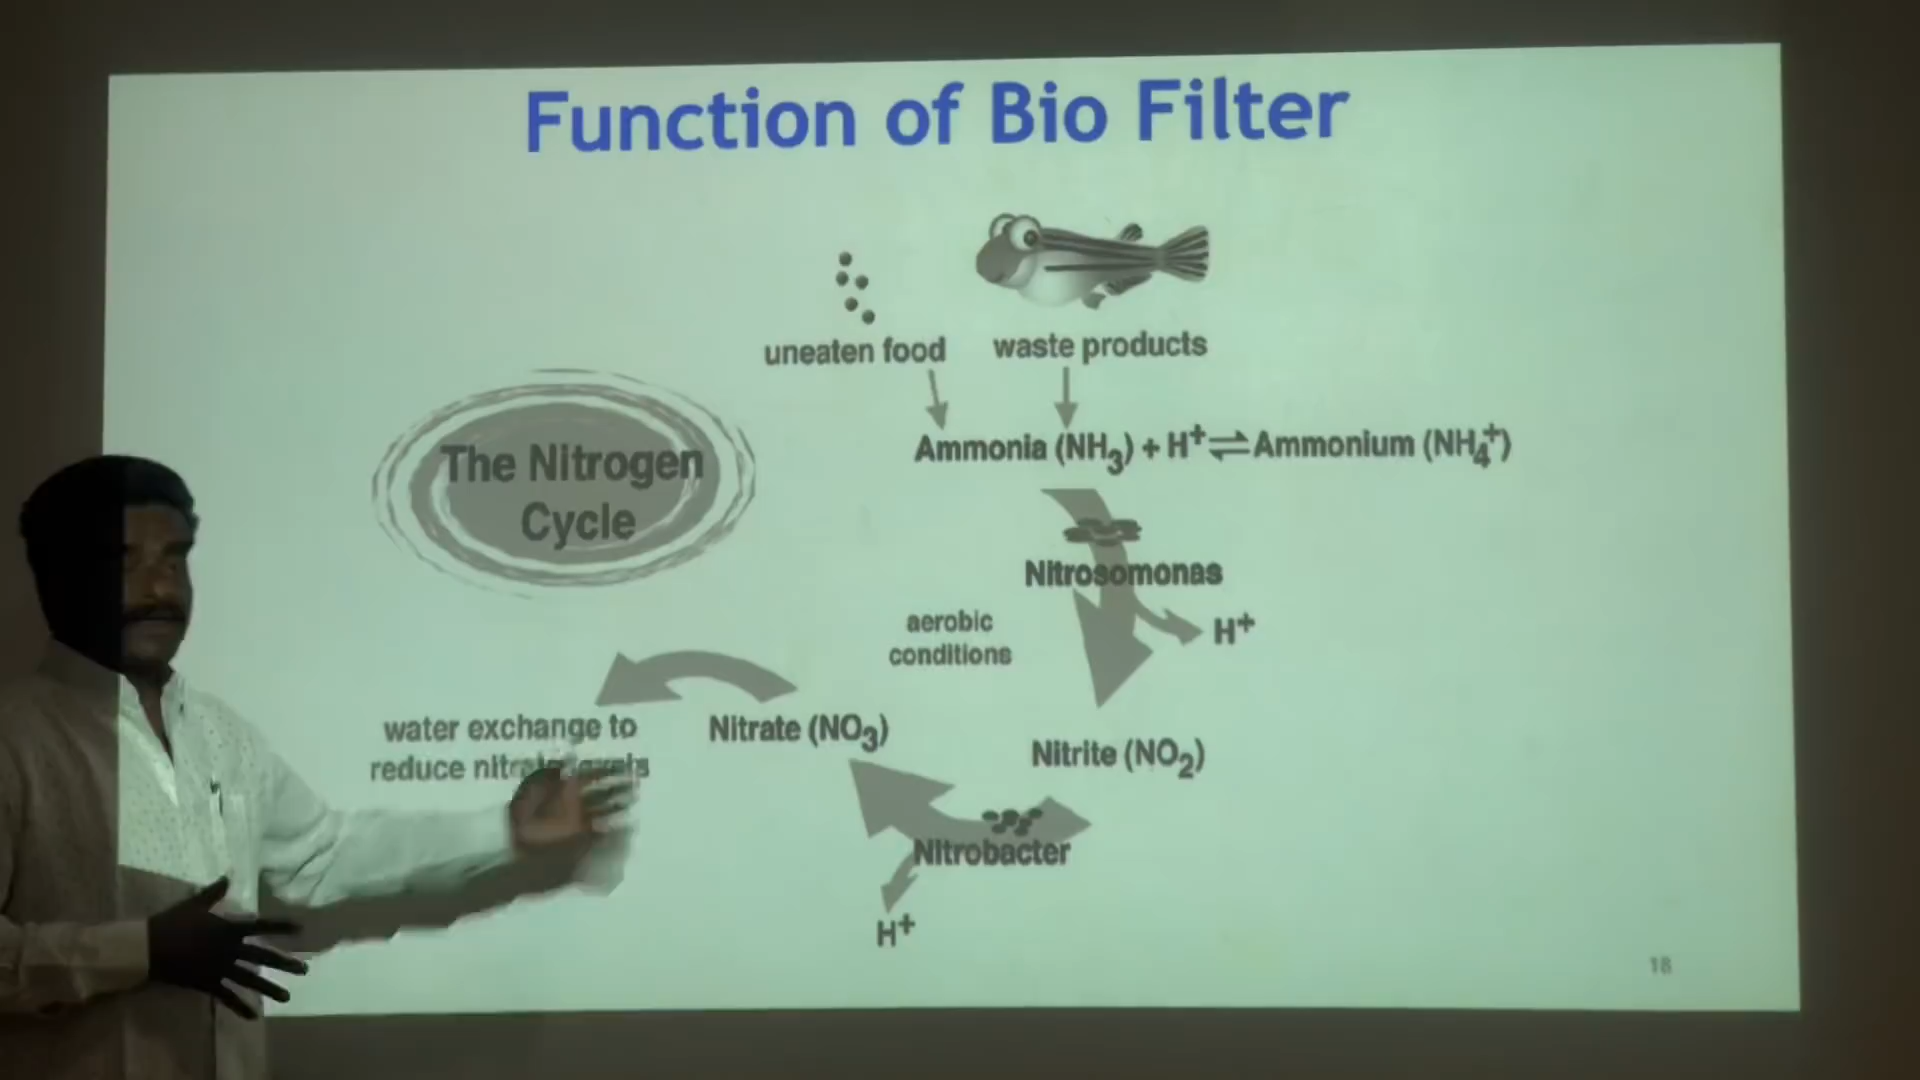 Function of Bio Filter
uneaten food
waste products
Ammonia (NH₃) + H⁺ ⇌ Ammonium (NH₄⁺)
The Nitrogen
Cycle
Nitrosomonas
H⁺
aerobic
conditions
water exchange to
reduce nitrate levels
Nitrate (NO₃)
Nitrite (NO₂)
Nitrobacter
H⁺
18